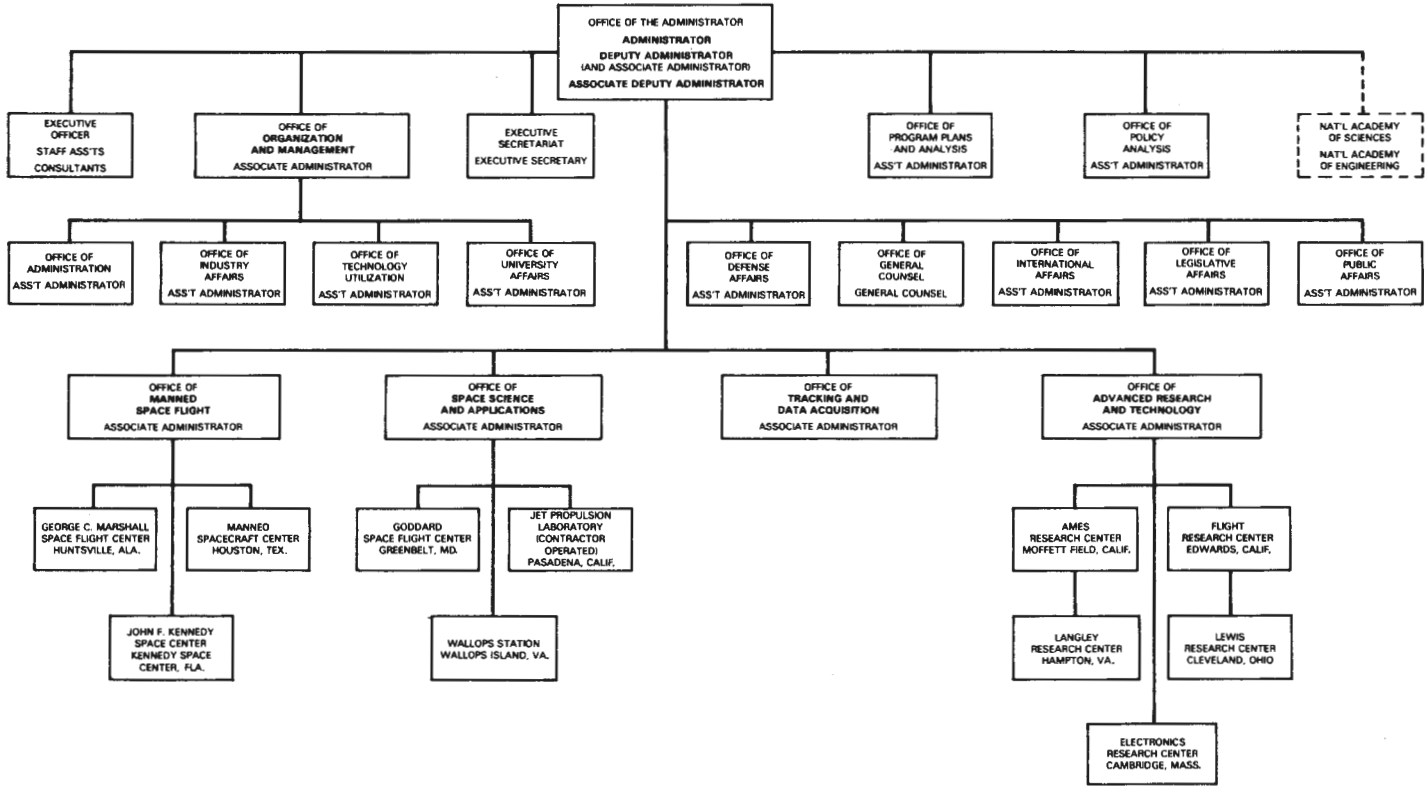 OFFICE OF THE ADMINISTRATOR
ADMINISTRATOR
DEPUTY ADMINISTRATOR
(AND ASSOCIATE ADMINISTRATOR)
ASSOCIATE DEPUTY ADMINISTRATOR
EXECUTIVE
OFFICER
STAFF ASS'TS
CONSULTANTS
OFFICE OF
ORGANIZATION
AND MANAGEMENT
ASSOCIATE ADMINISTRATOR
EXECUTIVE
SECRETARIAT
EXECUTIVE SECRETARY
OFFICE OF
PROGRAM PLANS
AND ANALYSIS
ASS'T ADMINISTRATOR
OFFICE OF
POLICY
ANALYSIS
ASS'T ADMINISTRATOR
NAT'L ACADEMY
OF SCIENCES
NAT'L ACADEMY
OF ENGINEERING
OFFICE OF
ADMINISTRATION
ASS'T ADMINISTRATOR
OFFICE OF
INDUSTRY
AFFAIRS
ASS'T ADMINISTRATOR
OFFICE OF
TECHNOLOGY
UTILIZATION
ASS'T ADMINISTRATOR
OFFICE OF
UNIVERSITY
AFFAIRS
ASS'T ADMINISTRATOR
OFFICE OF
DEFENSE
AFFAIRS
ASS'T ADMINISTRATOR
OFFICE OF
GENERAL
COUNSEL
GENERAL COUNSEL
OFFICE OF
INTERNATIONAL
AFFAIRS
ASS'T ADMINISTRATOR
OFFICE OF
LEGISLATIVE
AFFAIRS
ASS'T ADMINISTRATOR
OFFICE OF
PUBLIC
AFFAIRS
ASS'T ADMINISTRATOR
OFFICE OF
MANNED
SPACE FLIGHT
ASSOCIATE ADMINISTRATOR
OFFICE OF
SPACE SCIENCE
AND APPLICATIONS
ASSOCIATE ADMINISTRATOR
OFFICE OF
TRACKING AND
DATA ACQUISITION
ASSOCIATE ADMINISTRATOR
OFFICE OF
ADVANCED RESEARCH
AND TECHNOLOGY
ASSOCIATE ADMINISTRATOR
GEORGE C. MARSHALL
SPACE FLIGHT CENTER
HUNTSVILLE, ALA.
MANNED
SPACECRAFT CENTER
HOUSTON, TEX.
GODDARD
SPACE FLIGHT CENTER
GREENBELT, MD.
JET PROPULSION
LABORATORY
(CONTRACTOR
OPERATED)
PASADENA, CALIF.
AMES
RESEARCH CENTER
MOFFETT FIELD, CALIF.
FLIGHT
RESEARCH CENTER
EDWARDS, CALIF.
JOHN F. KENNEDY
SPACE CENTER
KENNEDY SPACE
CENTER, FLA.
WALLOPS STATION
WALLOPS ISLAND, VA.
LANGLEY
RESEARCH CENTER
HAMPTON, VA.
LEWIS
RESEARCH CENTER
CLEVELAND, OHIO
ELECTRONICS
RESEARCH CENTER
CAMBRIDGE, MASS.